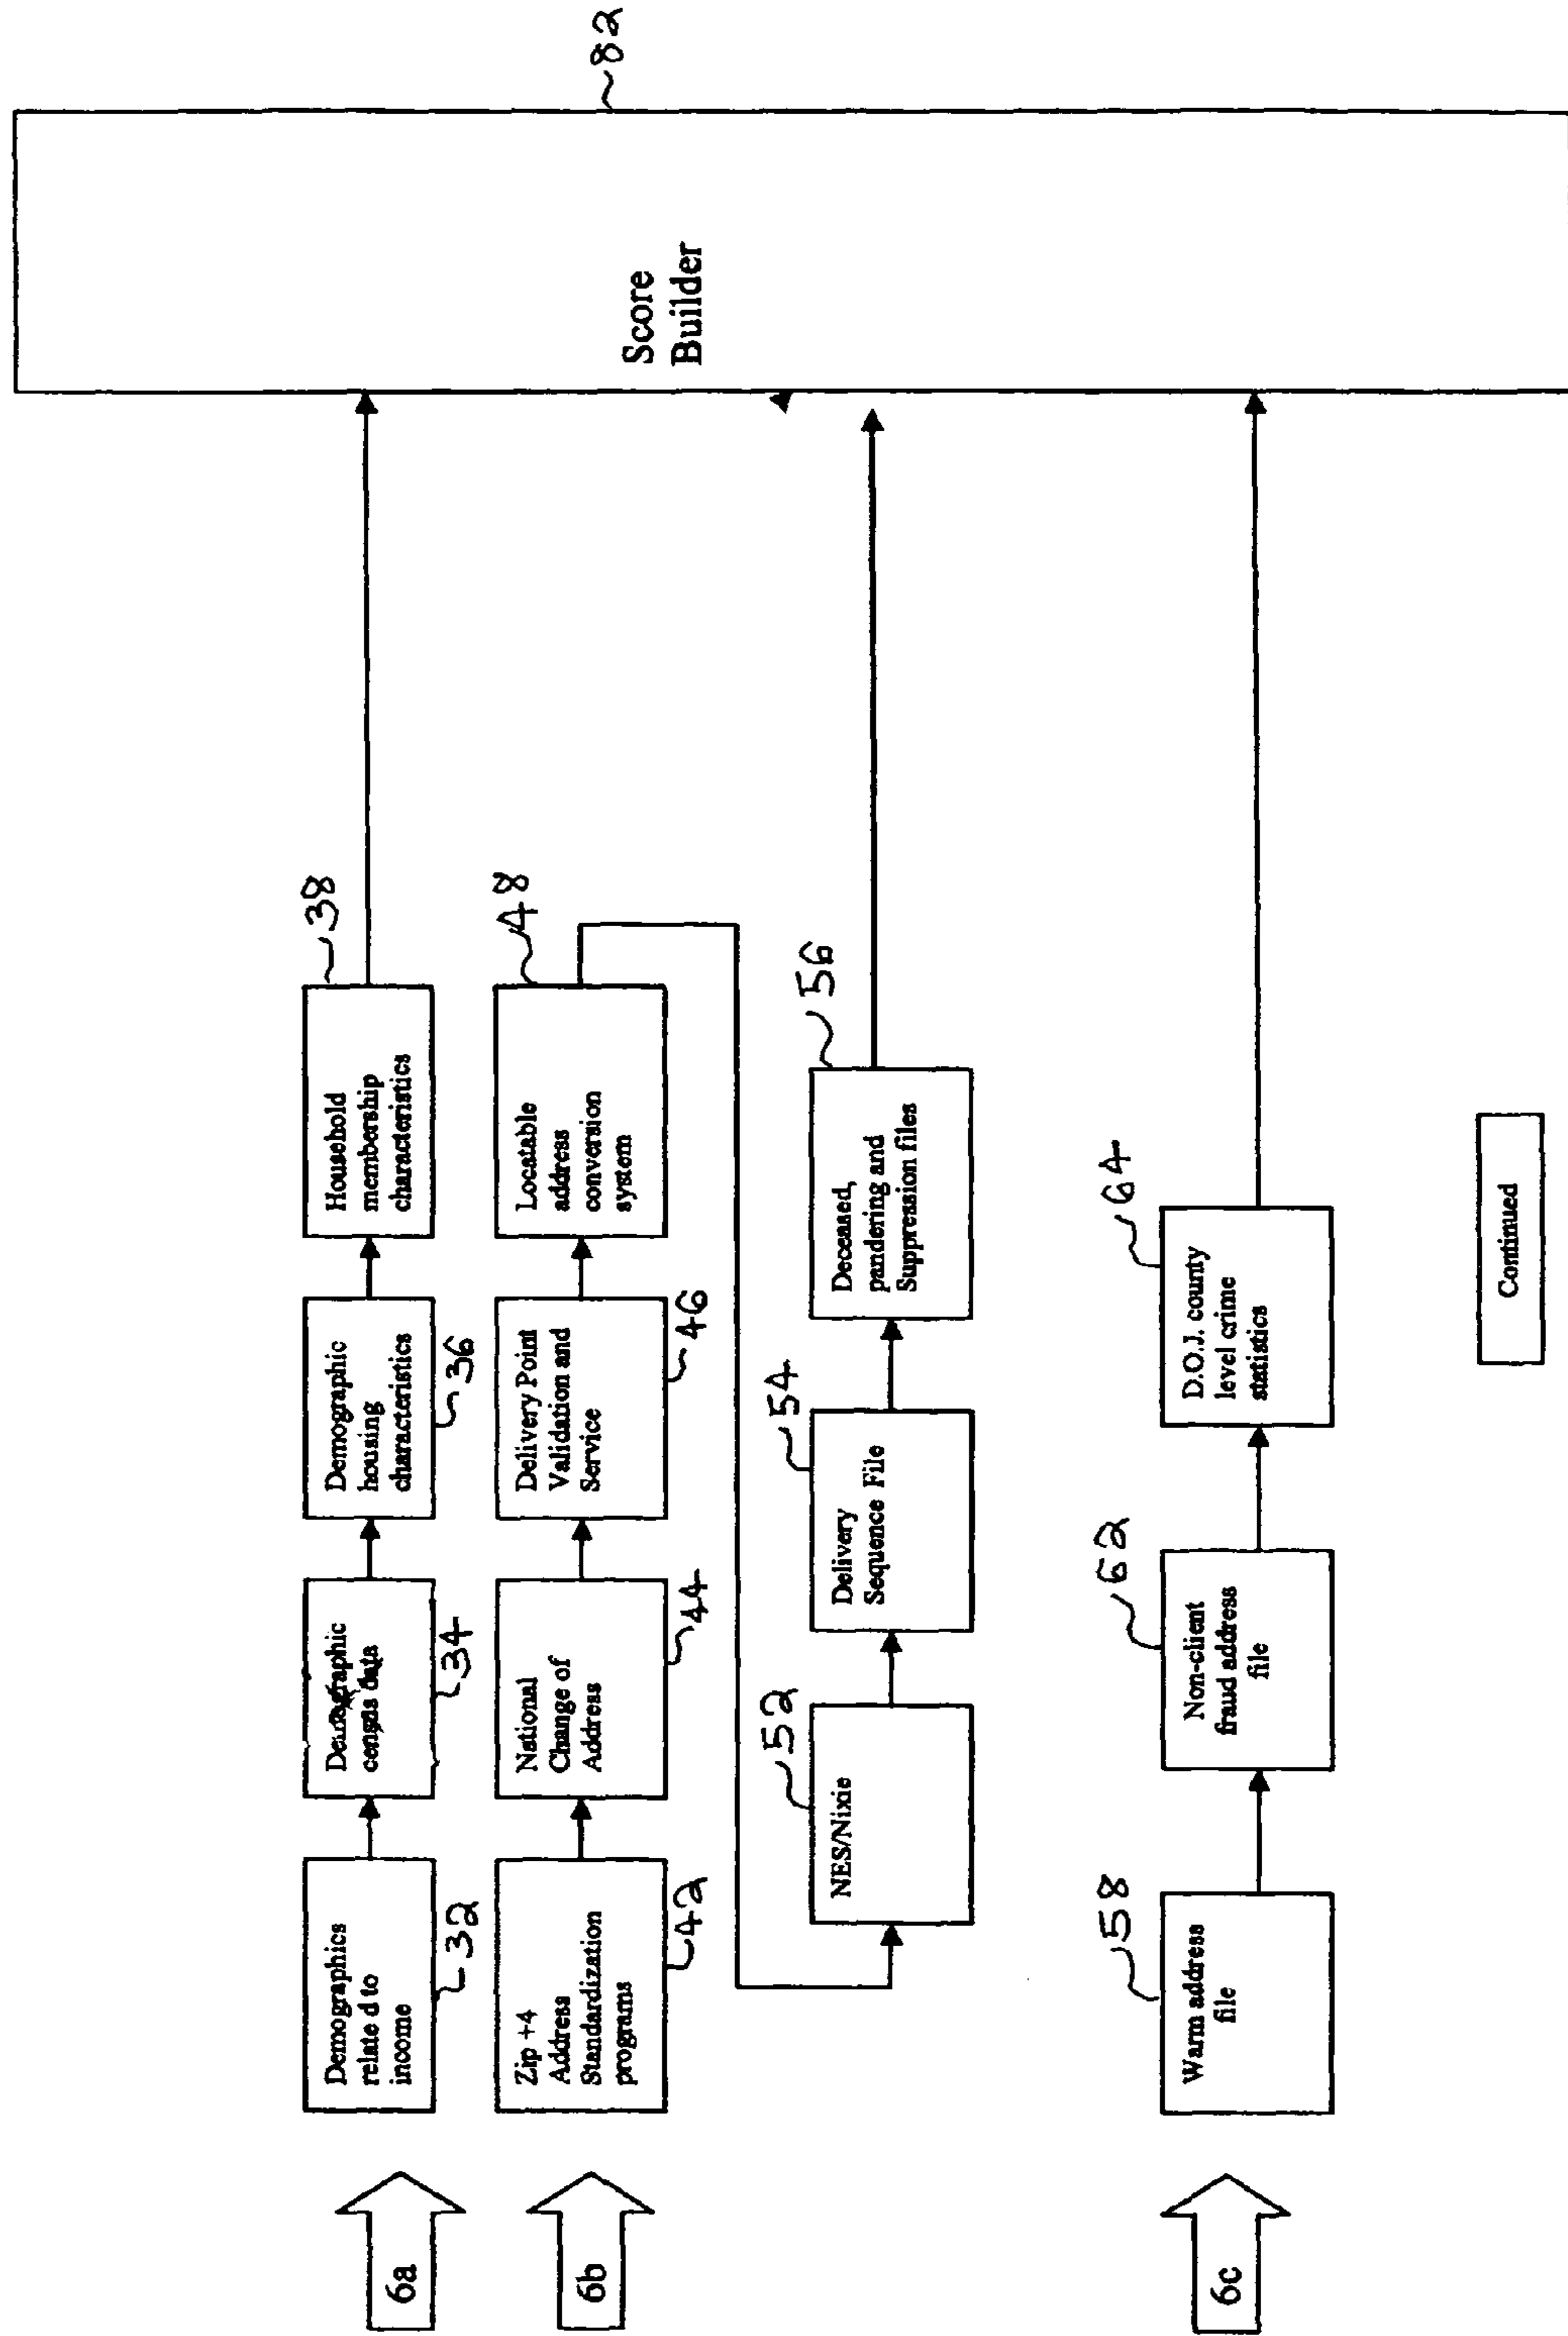 6a
Demographics
relate d to
income
32
Demographic
census data
34
Demographic
housing
characteristics
36
Household
membership
characteristics
38
6b
Zip +4
Address
Standardization
programs
42
National
Change of
Address
44
Delivery Point
Validation and
Service
46
Locatable
address
conversion
system
48
NES/Nixie
52
Delivery
Sequence File
54
Deceased,
pandering and
Suppression files
56
6c
Warm address
file
58
Non-client
fraud address
file
62
D.O.J. county
level crime
statistics
64
Score
Builder
82
Continued